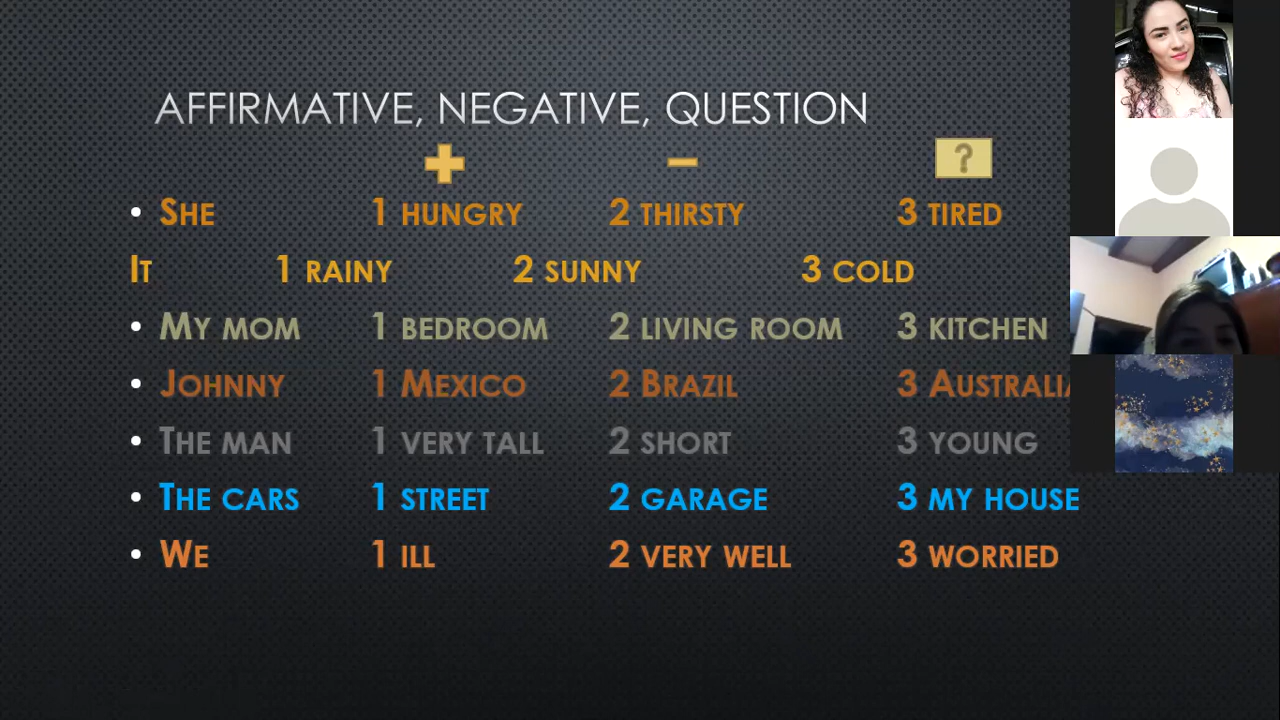 AFFIRMATIVE, NEGATIVE, QUESTION
+ − ?
• SHE 1 HUNGRY 2 THIRSTY 3 TIRED
IT 1 RAINY 2 SUNNY 3 COLD
• MY MOM 1 BEDROOM 2 LIVING ROOM 3 KITCHEN
• JOHNNY 1 MEXICO 2 BRAZIL 3 AUSTRALIA
• THE MAN 1 VERY TALL 2 SHORT 3 YOUNG
• THE CARS 1 STREET 2 GARAGE 3 MY HOUSE
• WE 1 ILL 2 VERY WELL 3 WORRIED